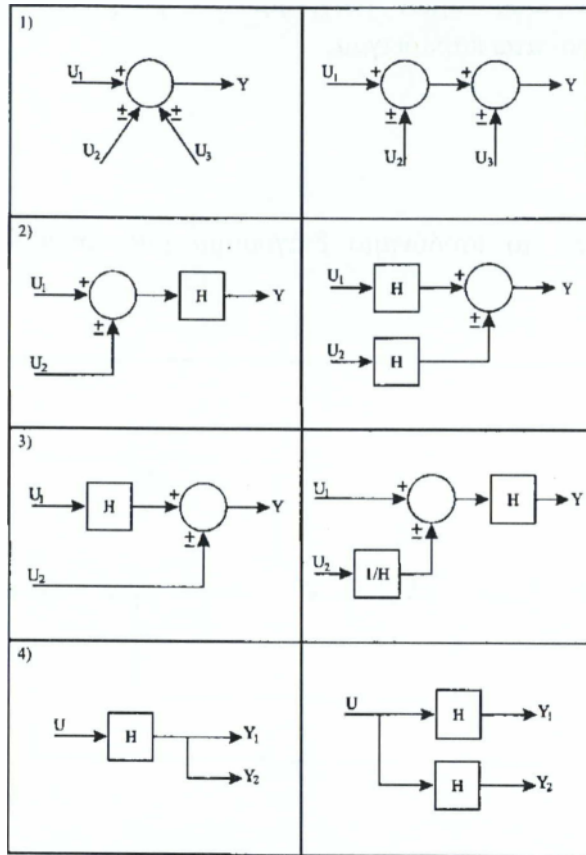 1)
U₁ + Y
± ±
U₂ U₃
U₁ + + Y
± ±
U₂ U₃
2)
U₁ + H Y
±
U₂
U₁ H + Y
±
U₂ H
3)
U₁ H + Y
±
U₂
U₁ + H Y
±
U₂ 1/H
4)
U H Y₁
Y₂
U H Y₁
H Y₂